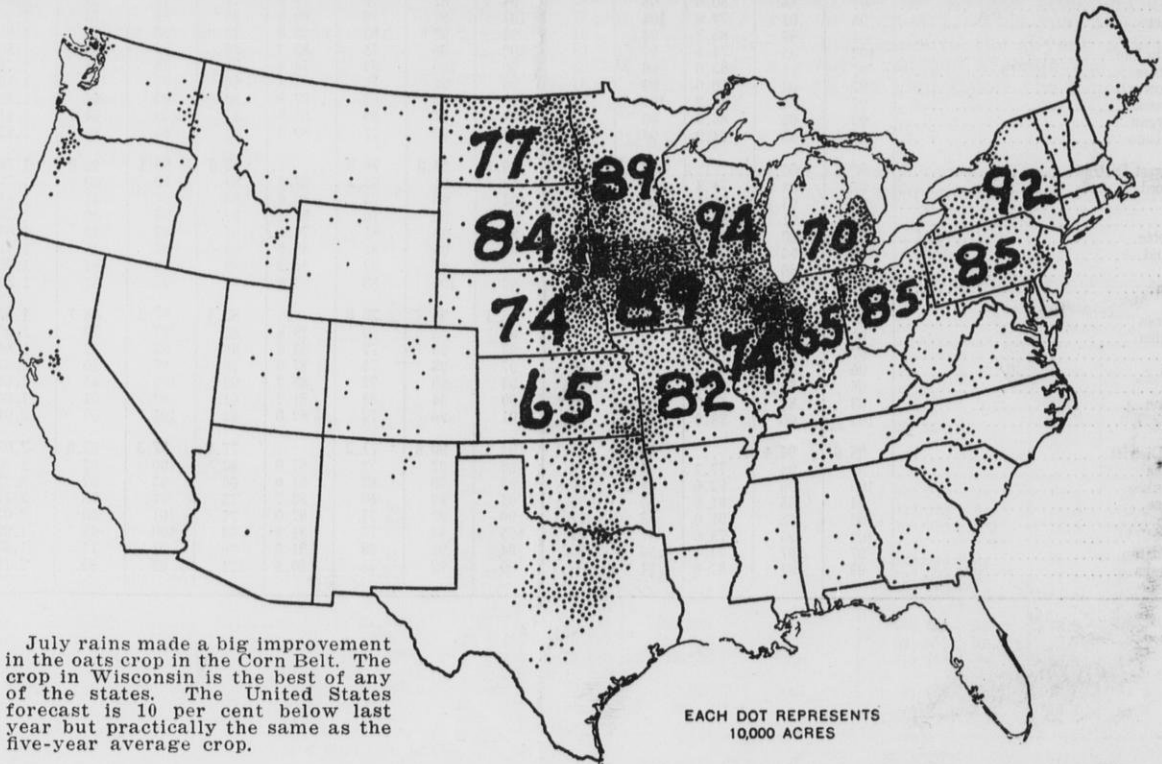 77
89
92
84
94
70
85
74
89
74
65
85
65
82
July rains made a big improvement
in the oats crop in the Corn Belt. The
crop in Wisconsin is the best of any
of the states. The United States
forecast is 10 per cent below last
year but practically the same as the
five-year average crop.
EACH DOT REPRESENTS
10,000 ACRES